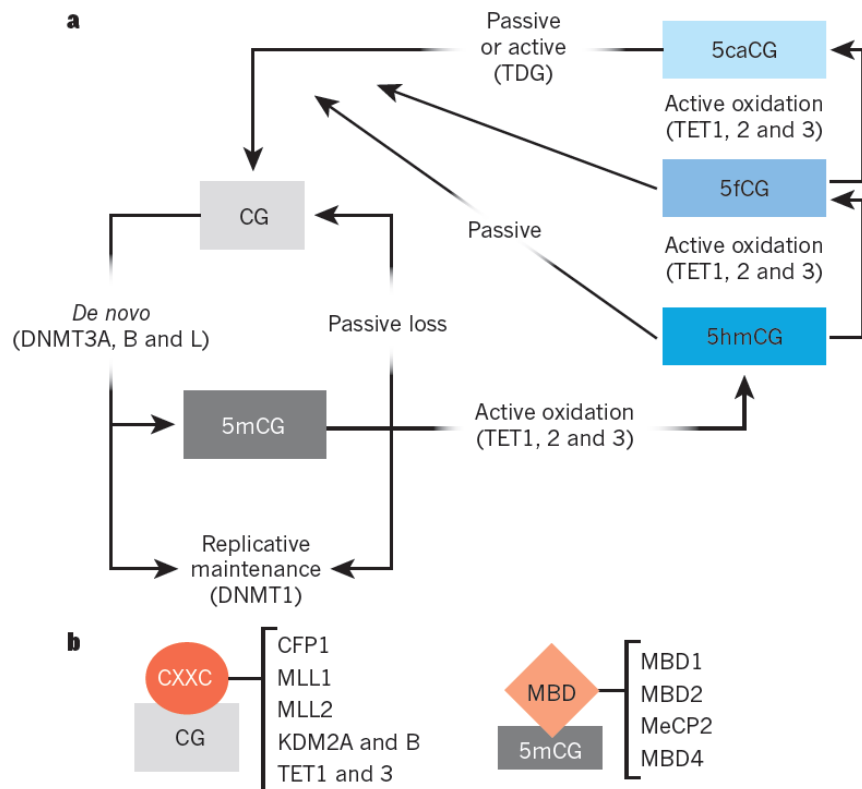 a
Passive
or active
(TDG)
5caCG
Active oxidation
(TET1, 2 and 3)
5fCG
CG
Passive
Active oxidation
(TET1, 2 and 3)
De novo
(DNMT3A, B and L)
Passive loss
5hmCG
5mCG
Active oxidation
(TET1, 2 and 3)
Replicative
maintenance
(DNMT1)
b
CXXC
CG
CFP1
MLL1
MLL2
KDM2A and B
TET1 and 3
MBD
5mCG
MBD1
MBD2
MeCP2
MBD4